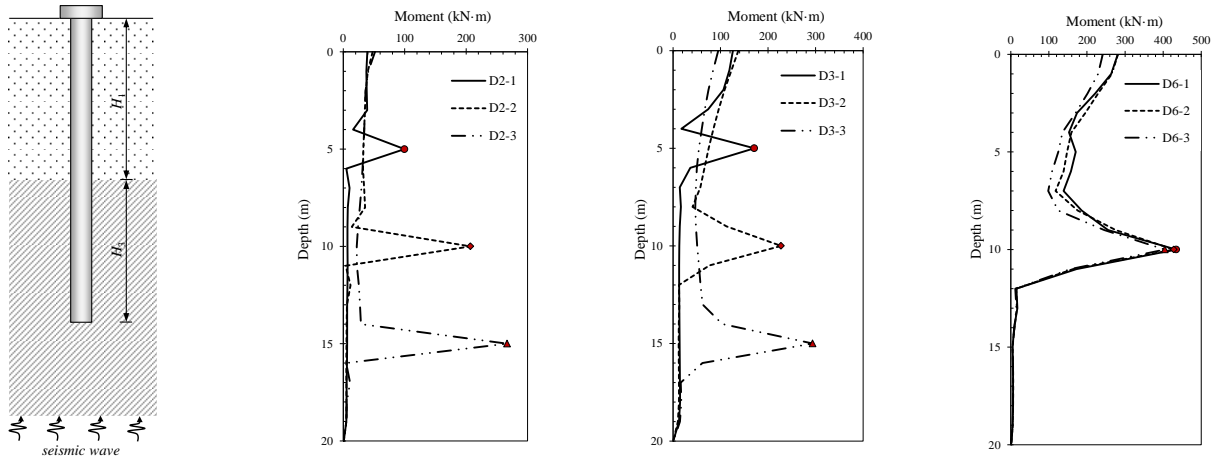 H₁
H₃
seismic wave
Moment (kN·m)
0 100 200 300
Depth (m)
0
5
10
15
20
D2-1
D2-2
D2-3
Moment (kN·m)
0 100 200 300 400
Depth (m)
0
5
10
15
20
D3-1
D3-2
D3-3
Moment (kN·m)
0 100 200 300 400 500
Depth (m)
0
5
10
15
20
D6-1
D6-2
D6-3